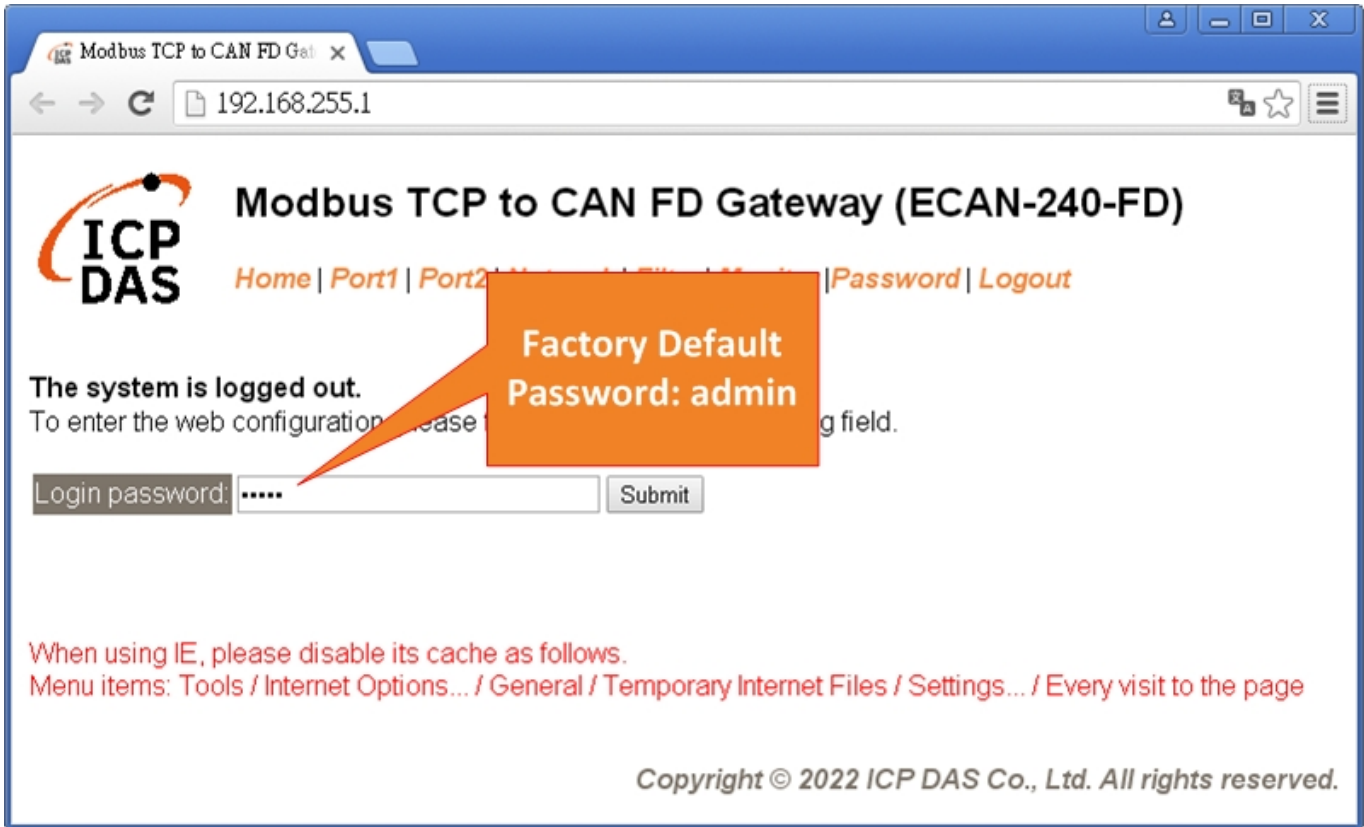 Modbus TCP to CAN FD Gat
192.168.255.1
ICP
DAS
Modbus TCP to CAN FD Gateway (ECAN-240-FD)
Home | Port1 | Port2 | |Password | Logout
Factory Default
Password: admin
The system is logged out.
To enter the web configuration, g field.
Login password: ••••• Submit
When using IE, please disable its cache as follows.
Menu items: Tools / Internet Options... / General / Temporary Internet Files / Settings... / Every visit to the page
Copyright © 2022 ICP DAS Co., Ltd. All rights reserved.